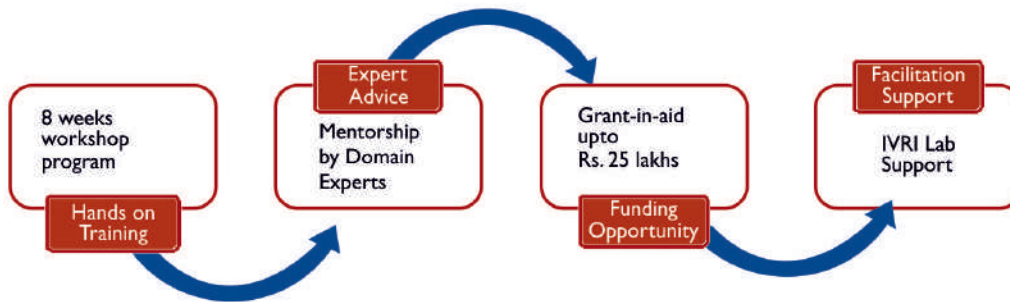 8 weeks
workshop
program
Hands on
Training
Expert
Advice
Mentorship
by Domain
Experts
Grant-in-aid
upto
Rs. 25 lakhs
Funding
Opportunity
Facilitation
Support
IVRI Lab
Support